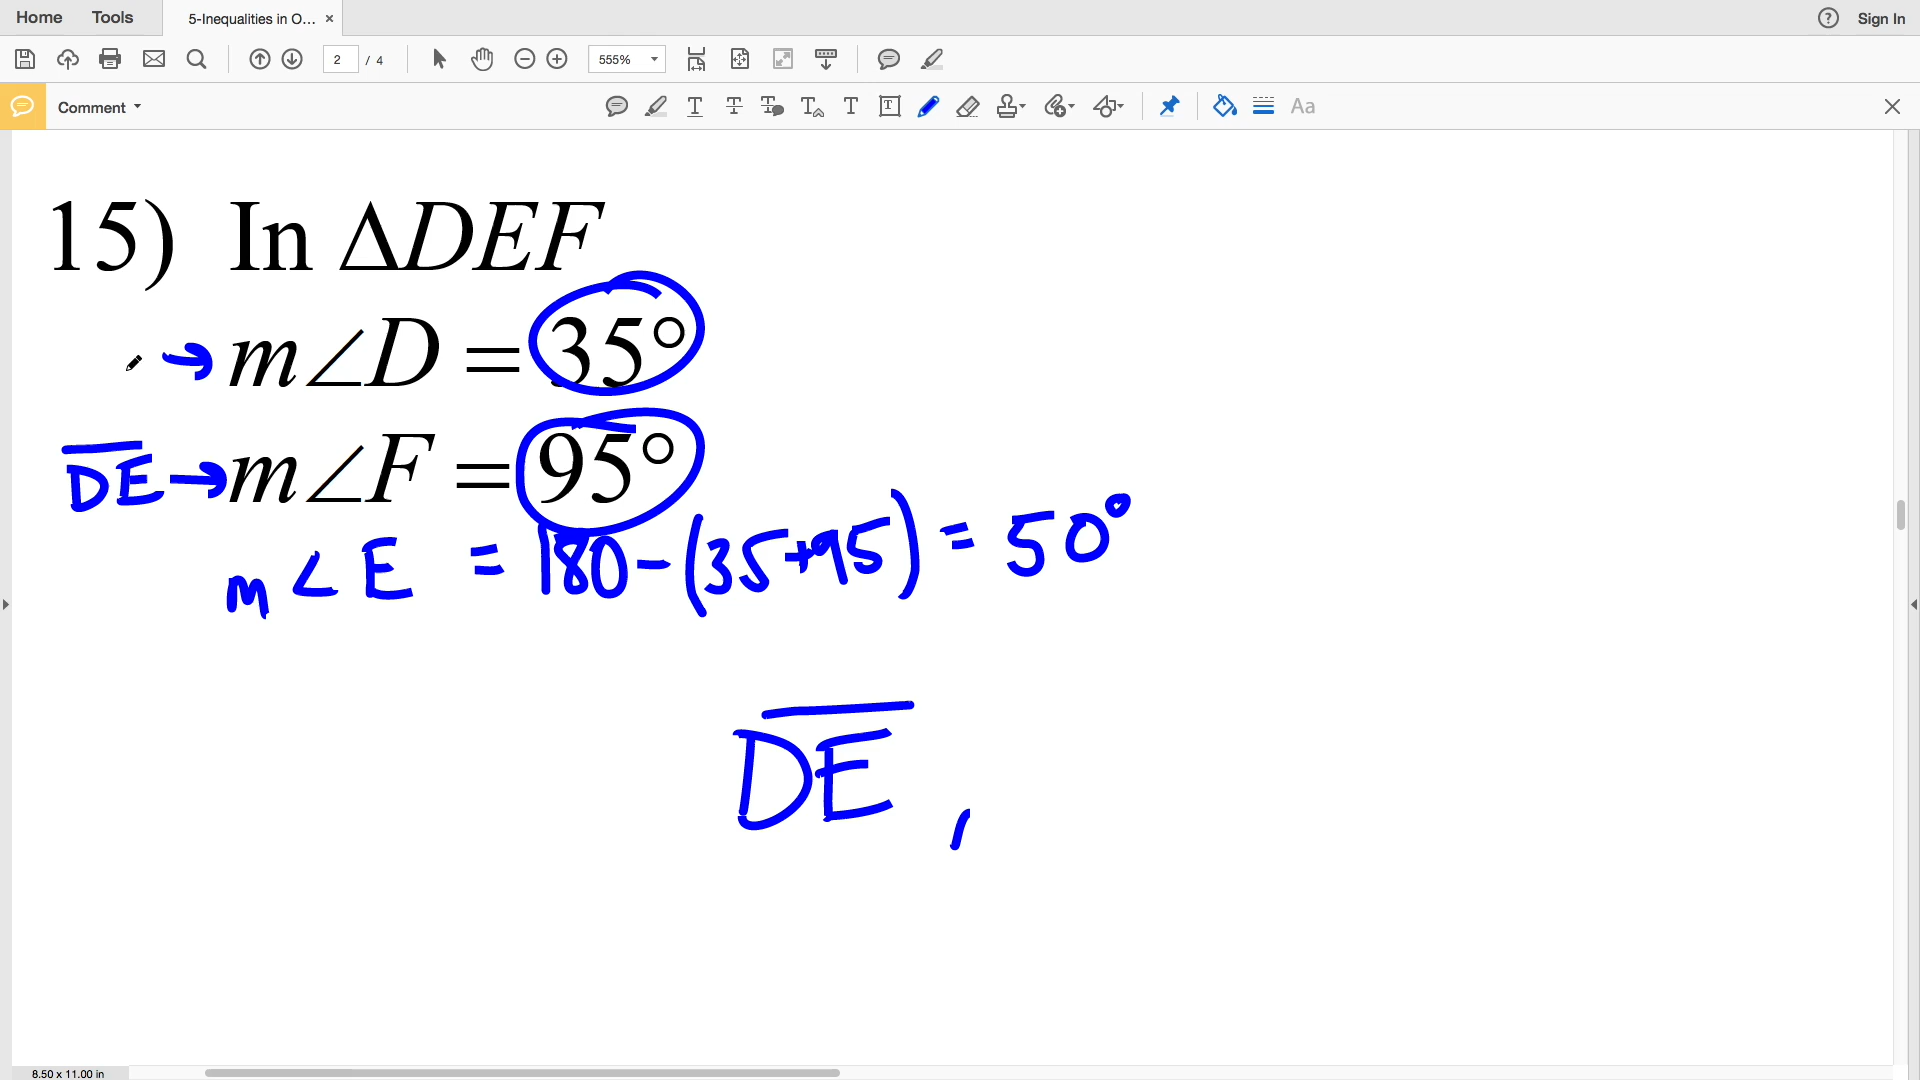 Home Tools 5-Inequalities in O... × ? Sign In
2 / 4 555%
Comment T T T T T T Aa
15) In ΔDEF
→ m∠D = 35°
DE → m∠F = 95°
m∠E = 180-(35+95) = 50°
DE ,
8.50 x 11.00 in